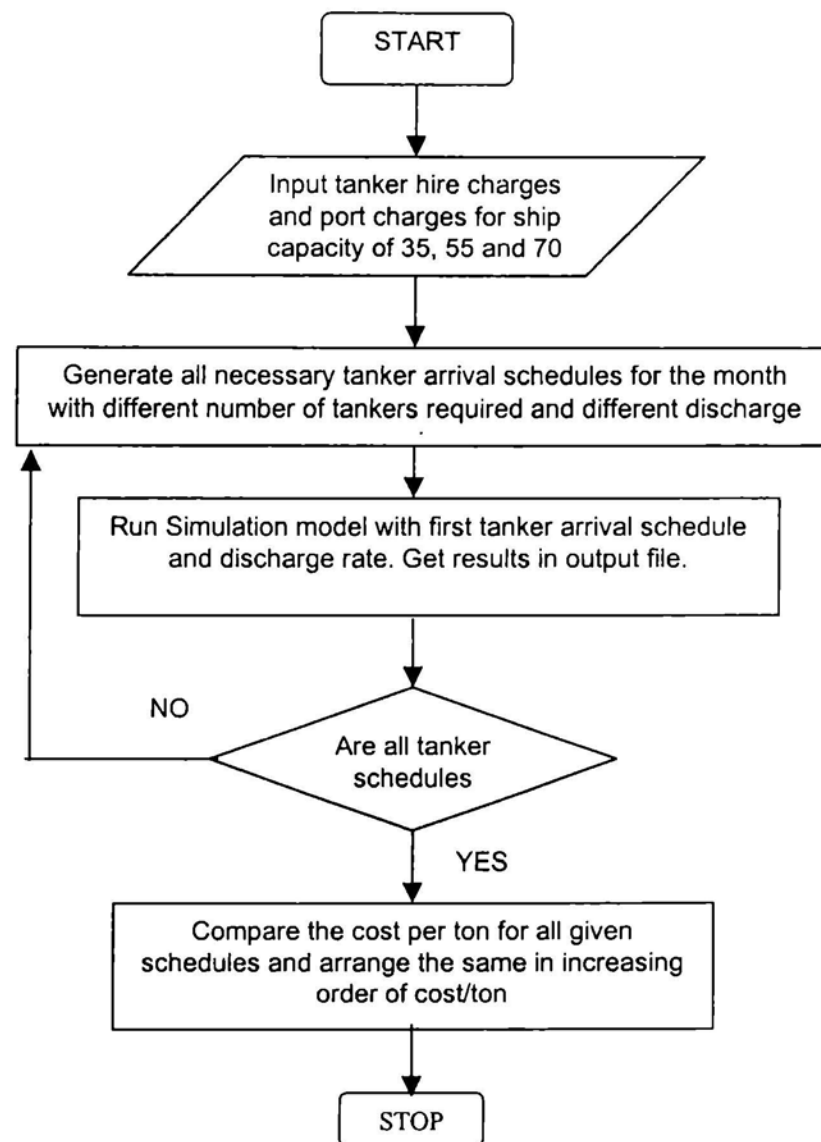 START
Input tanker hire charges
and port charges for ship
capacity of 35, 55 and 70
Generate all necessary tanker arrival schedules for the month
with different number of tankers required and different discharge
Run Simulation model with first tanker arrival schedule
and discharge rate. Get results in output file.
NO
Are all tanker
schedules
YES
Compare the cost per ton for all given
schedules and arrange the same in increasing
order of cost/ton
STOP